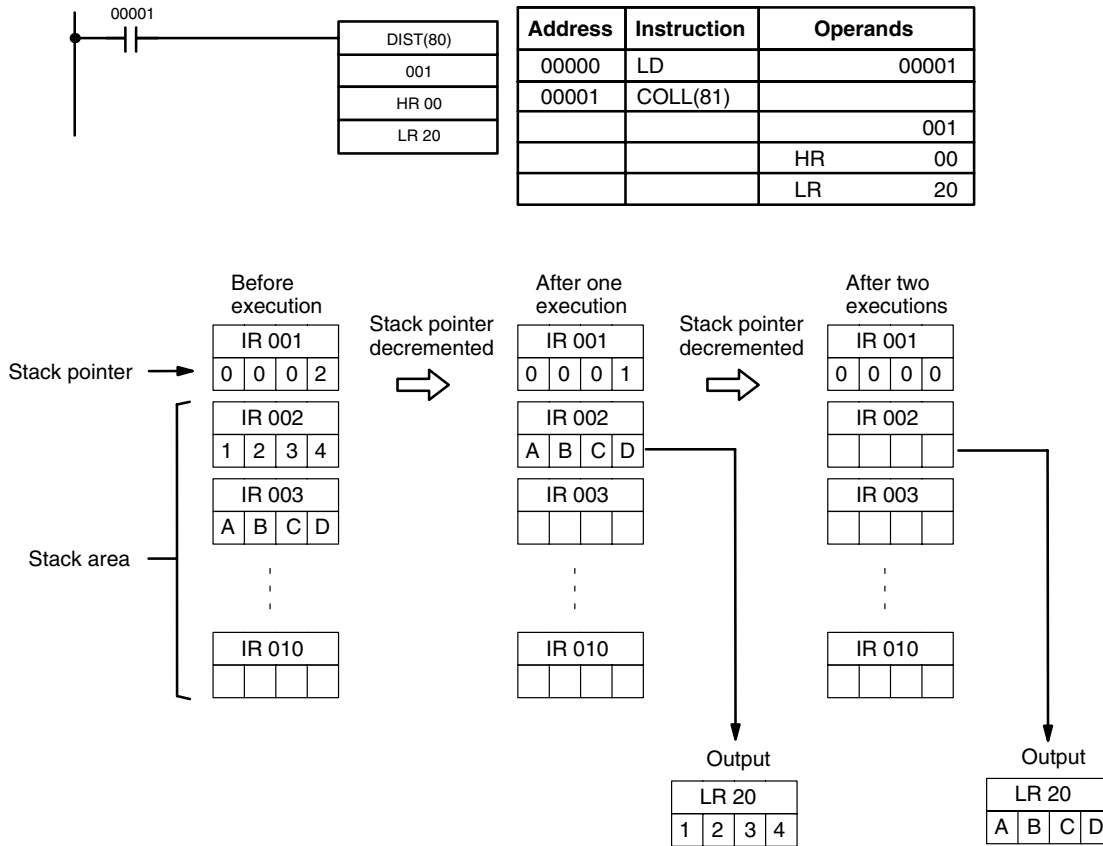 00001
DIST(80)
001
HR 00
LR 20
Address Instruction Operands
00000 LD 00001
00001 COLL(81)
001
HR 00
LR 20
Before execution
After one execution
After two executions
Stack pointer decremented
Stack pointer decremented
Stack pointer
IR 001
0 0 0 2
IR 001
0 0 0 1
IR 001
0 0 0 0
Stack area
IR 002
1 2 3 4
IR 002
A B C D
IR 002
IR 003
A B C D
IR 003
IR 003
IR 010
IR 010
IR 010
Output
LR 20
1 2 3 4
Output
LR 20
A B C D